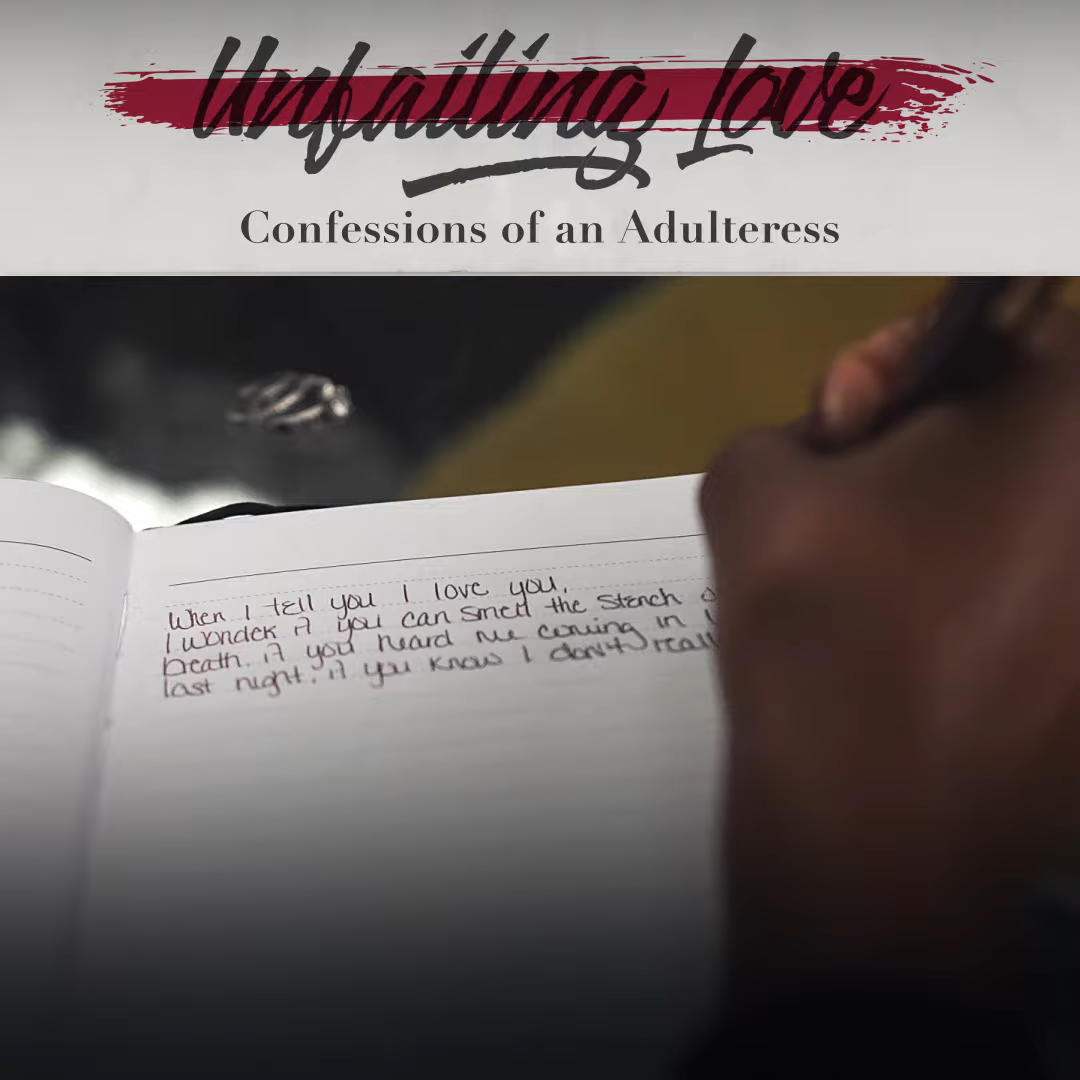 Unfailing Love
Confessions of an Adulteress
When I tell you I love you,
I wonder if you can smell the stench
Death. if you heard me coming in
last night. if you know I don't